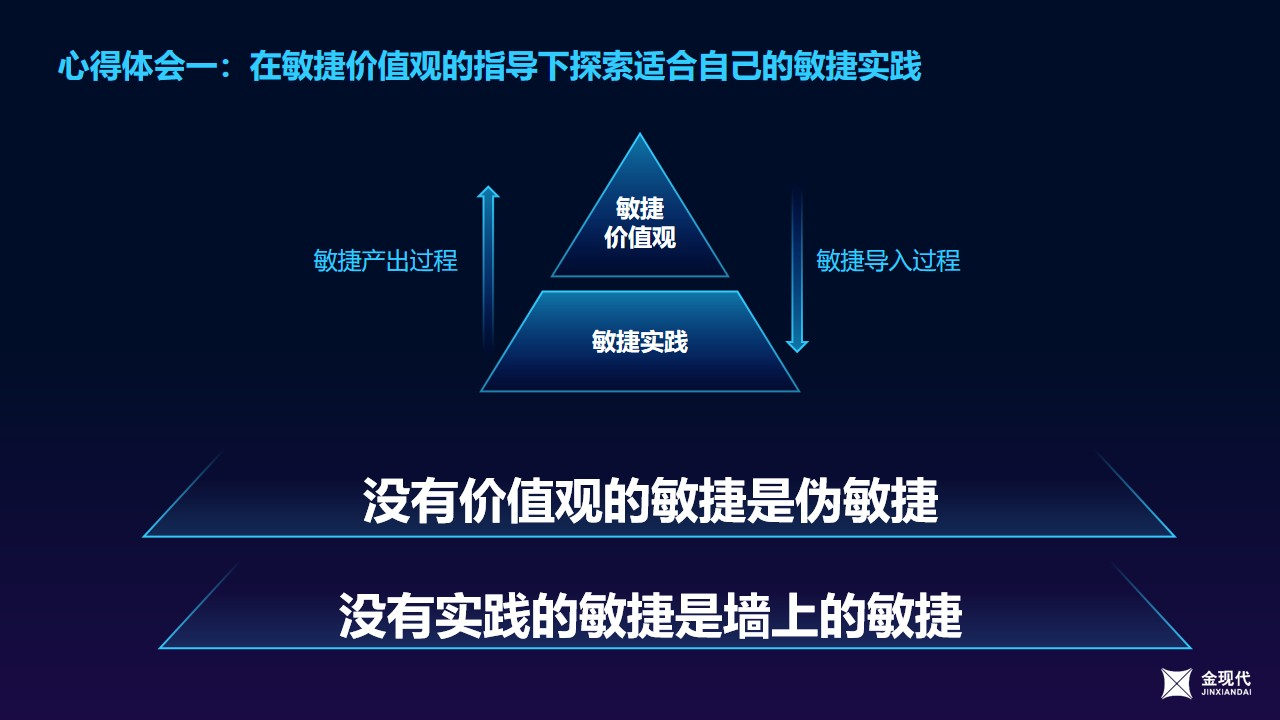 心得体会一：在敏捷价值观的指导下探索适合自己的敏捷实践
敏捷
价值观
敏捷产出过程
敏捷导入过程
敏捷实践
没有价值观的敏捷是伪敏捷
没有实践的敏捷是墙上的敏捷
金现代
JINXIANDAI